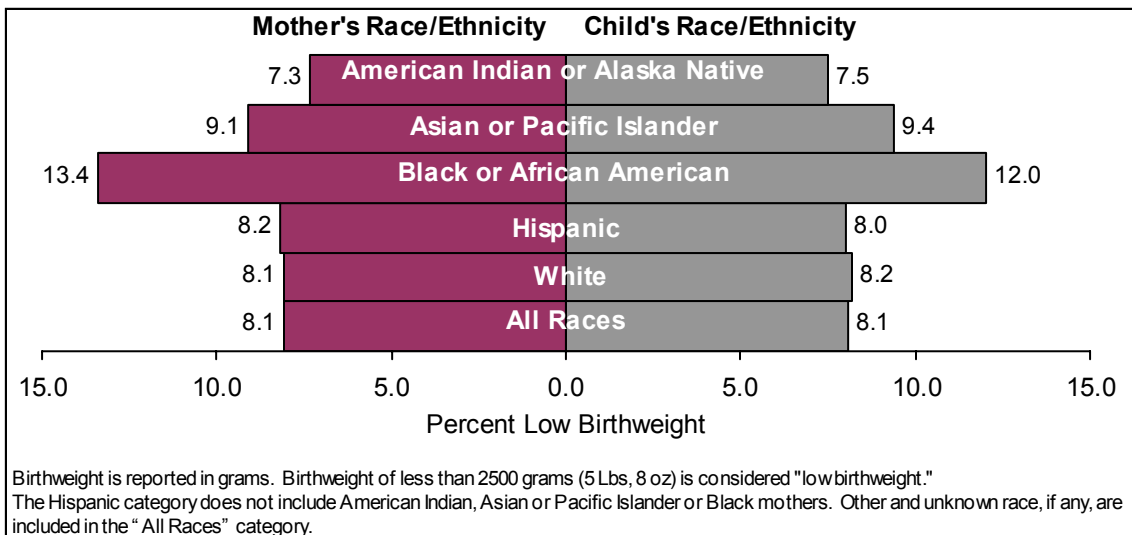 Mother's Race/Ethnicity Child's Race/Ethnicity
7.3 American Indian or Alaska Native 7.5
9.1 Asian or Pacific Islander 9.4
13.4 Black or African American 12.0
8.2 Hispanic 8.0
8.1 White 8.2
8.1 All Races 8.1
15.0 10.0 5.0 0.0 5.0 10.0 15.0
Percent Low Birthweight
Birthweight is reported in grams. Birthweight of less than 2500 grams (5 Lbs, 8 oz) is considered "low birthweight."
The Hispanic category does not include American Indian, Asian or Pacific Islander or Black mothers. Other and unknown race, if any, are
included in the “All Races” category.